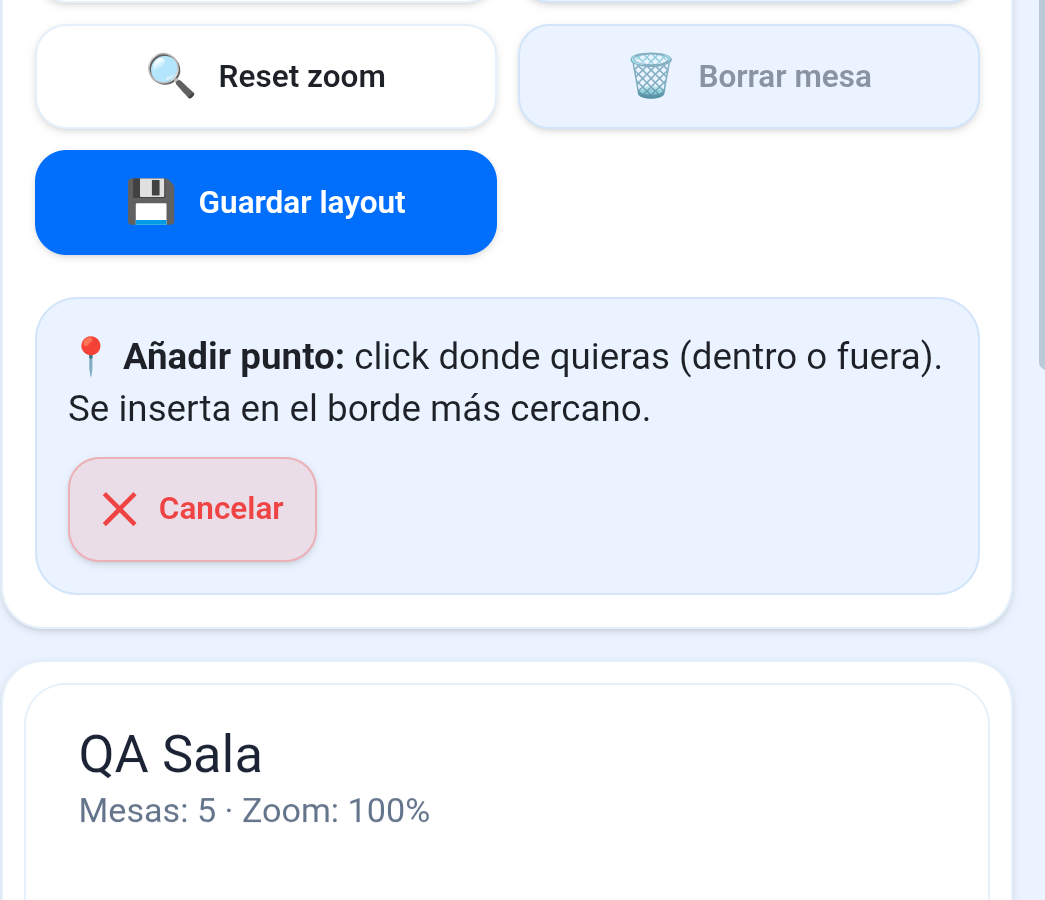 Reset zoom
Borrar mesa
Guardar layout
Añadir punto: click donde quieras (dentro o fuera).
Se inserta en el borde más cercano.
Cancelar
QA Sala
Mesas: 5 · Zoom: 100%